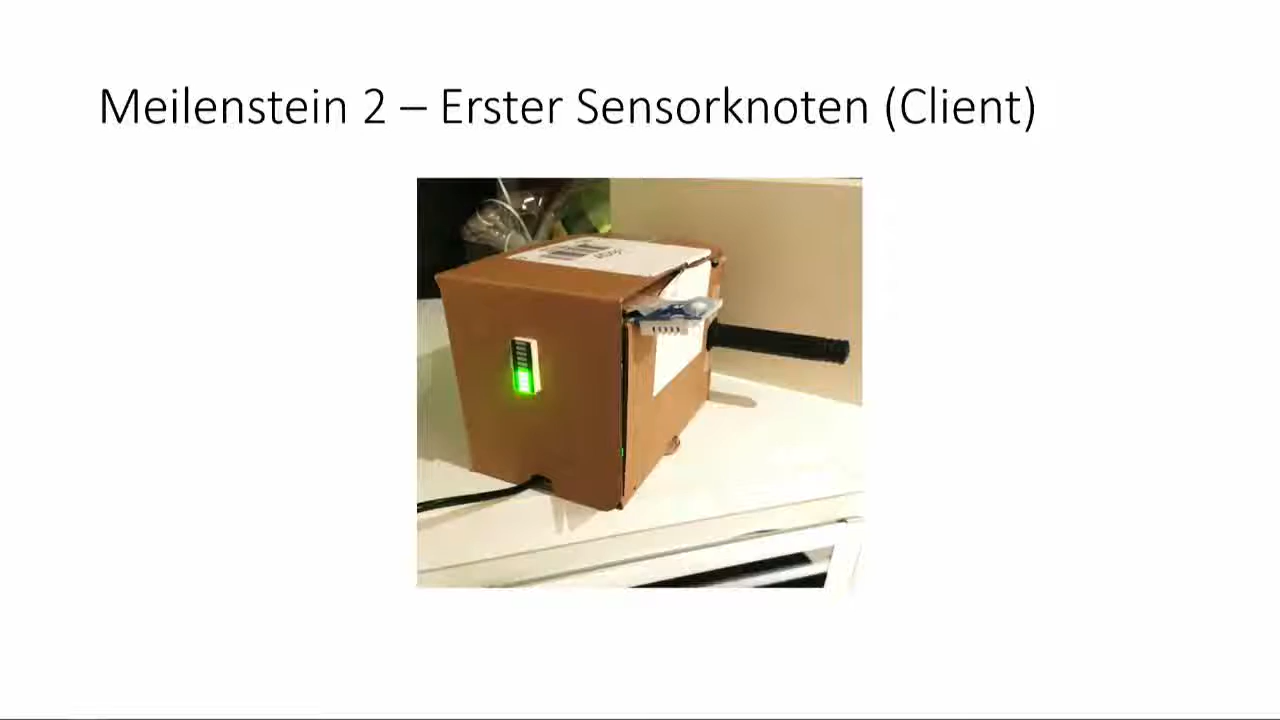 Meilenstein 2 – Erster Sensorknoten (Client)